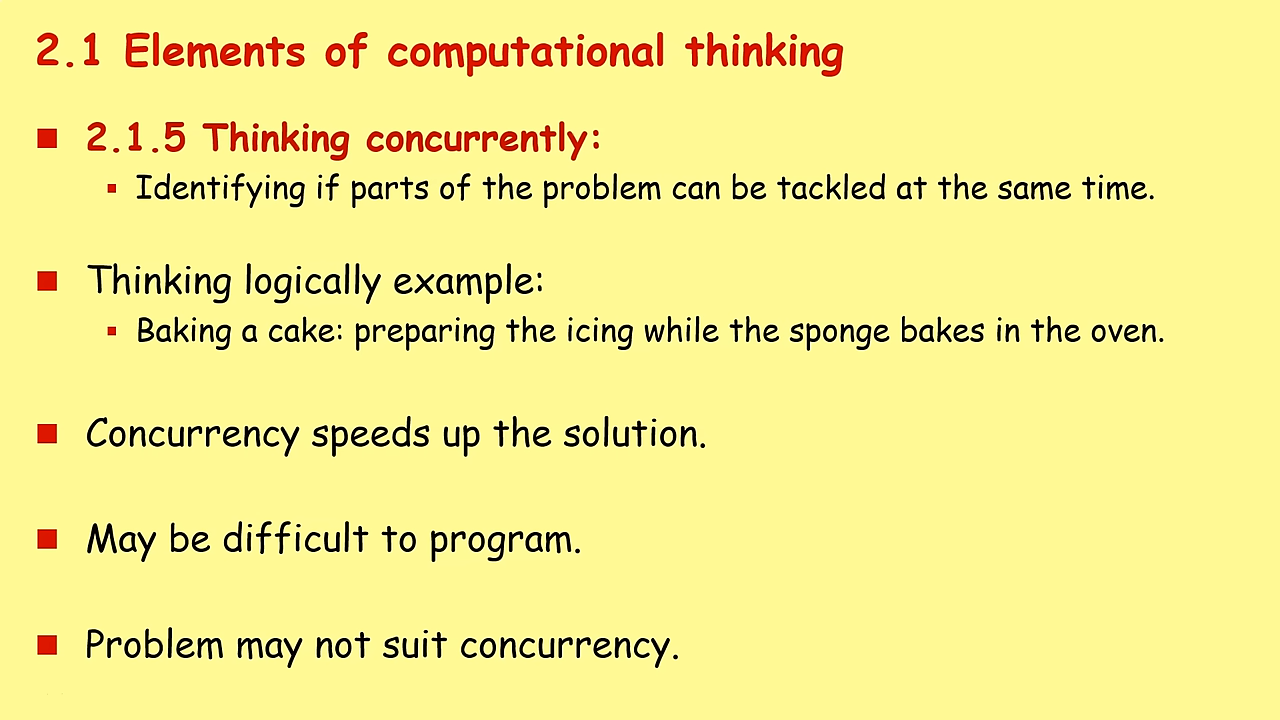 2.1 Elements of computational thinking
2.1.5 Thinking concurrently:
Identifying if parts of the problem can be tackled at the same time.
Thinking logically example:
Baking a cake: preparing the icing while the sponge bakes in the oven.
Concurrency speeds up the solution.
May be difficult to program.
Problem may not suit concurrency.